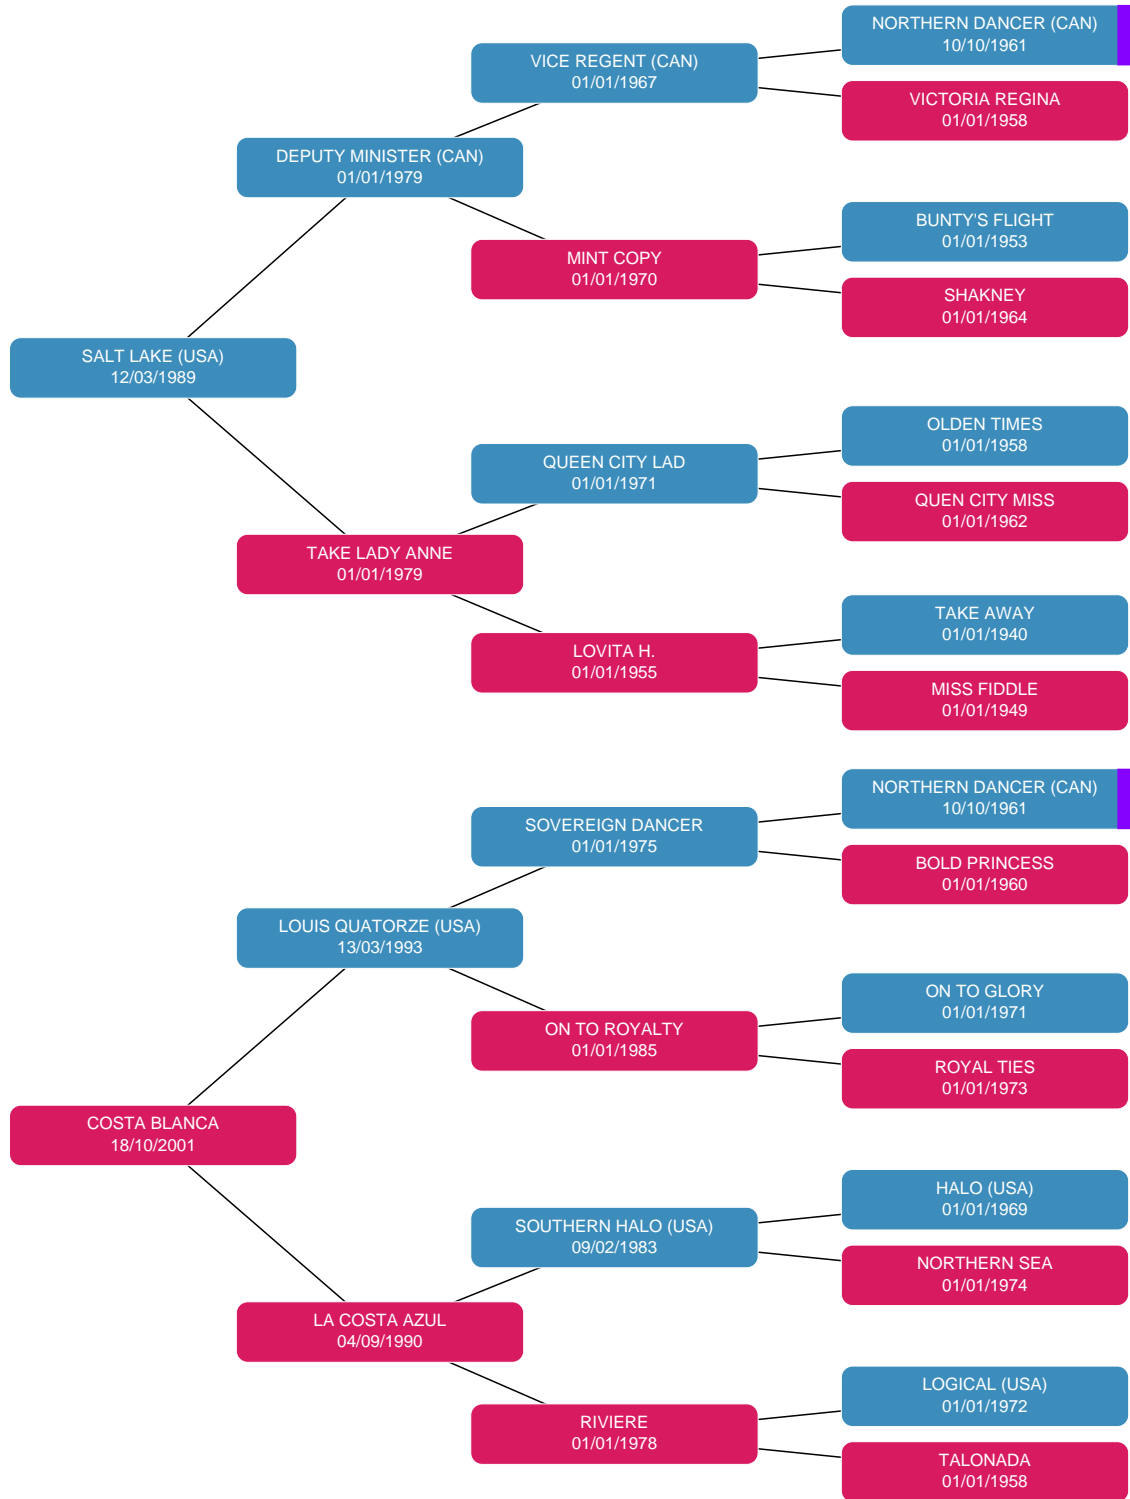 NORTHERN DANCER (CAN)
10/10/1961
VICE REGENT (CAN)
01/01/1967
VICTORIA REGINA
01/01/1958
DEPUTY MINISTER (CAN)
01/01/1979
BUNTY'S FLIGHT
01/01/1953
MINT COPY
01/01/1970
SHAKNEY
01/01/1964
SALT LAKE (USA)
12/03/1989
OLDEN TIMES
01/01/1958
QUEEN CITY LAD
01/01/1971
QUEN CITY MISS
01/01/1962
TAKE LADY ANNE
01/01/1979
TAKE AWAY
01/01/1940
LOVITA H.
01/01/1955
MISS FIDDLE
01/01/1949
NORTHERN DANCER (CAN)
10/10/1961
SOVEREIGN DANCER
01/01/1975
BOLD PRINCESS
01/01/1960
LOUIS QUATORZE (USA)
13/03/1993
ON TO GLORY
01/01/1971
ON TO ROYALTY
01/01/1985
ROYAL TIES
01/01/1973
COSTA BLANCA
18/10/2001
HALO (USA)
01/01/1969
SOUTHERN HALO (USA)
09/02/1983
NORTHERN SEA
01/01/1974
LA COSTA AZUL
04/09/1990
LOGICAL (USA)
01/01/1972
RIVIERE
01/01/1978
TALONADA
01/01/1958